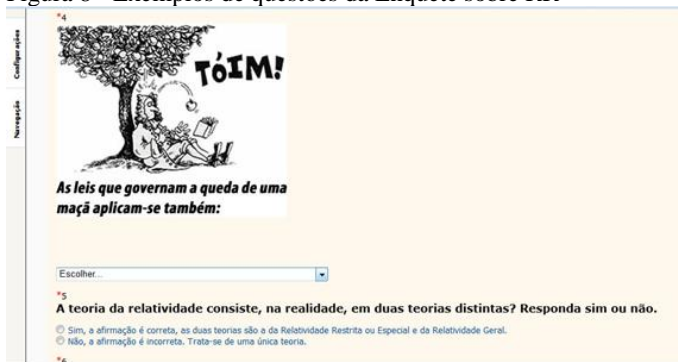 Figura 6 - Exemplos de questões da Enquete sobre RR
Configurações
Navegação
*4
TÓIM!
As leis que governam a queda de uma
maçã aplicam-se também:
Escolher...
*5
A teoria da relatividade consiste, na realidade, em duas teorias distintas? Responda sim ou não.
Sim, a afirmação é correta, as duas teorias são a da Relatividade Restrita ou Especial e da Relatividade Geral.
Não, a afirmação é incorreta. Trata-se de uma única teoria.
*6